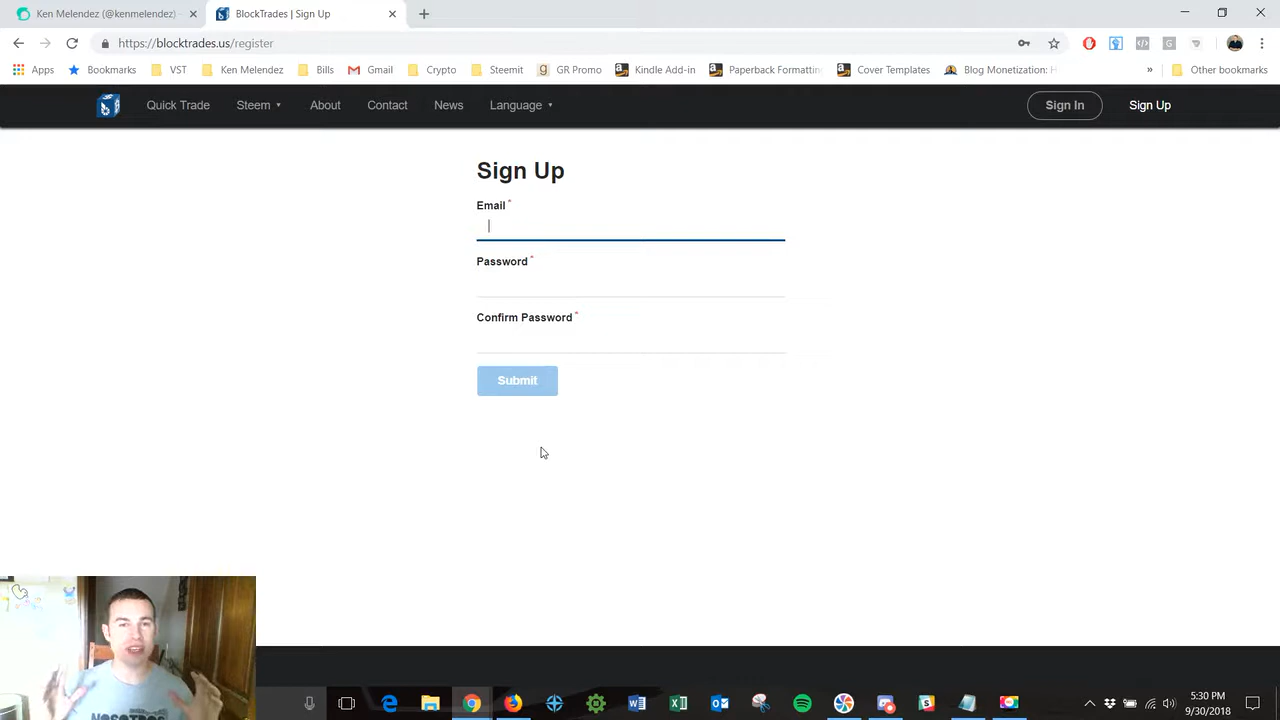 Ken Melendez (@kenmelendez)
BlockTrades | Sign Up
https://blocktrades.us/register
Apps
Bookmarks
VST
Ken Melendez
Bills
Gmail
Crypto
Steemit
GR Promo
Kindle Add-in
Paperback Formatting
Cover Templates
Blog Monetization:
»
Other bookmarks
Quick Trade
Steem
About
Contact
News
Language
Sign In
Sign Up
Sign Up
Email *
Password *
Confirm Password *
Submit
NOSOTROS
5:30 PM
9/30/2018